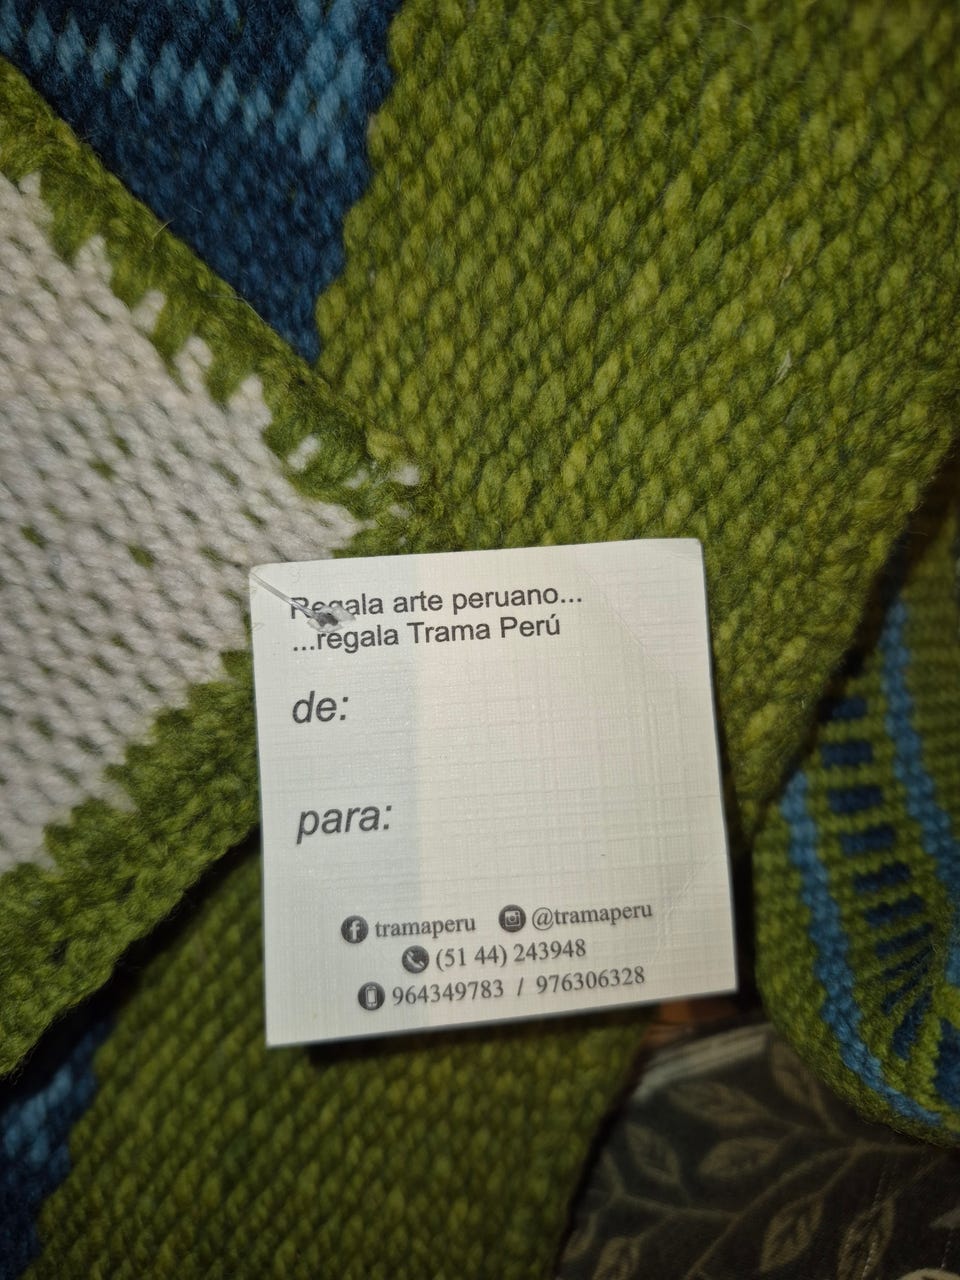 Regala arte peruano...
...regala Trama Perú
de:
para:
tramaperu @tramaperu
(51 44) 243948
964349783 / 976306328